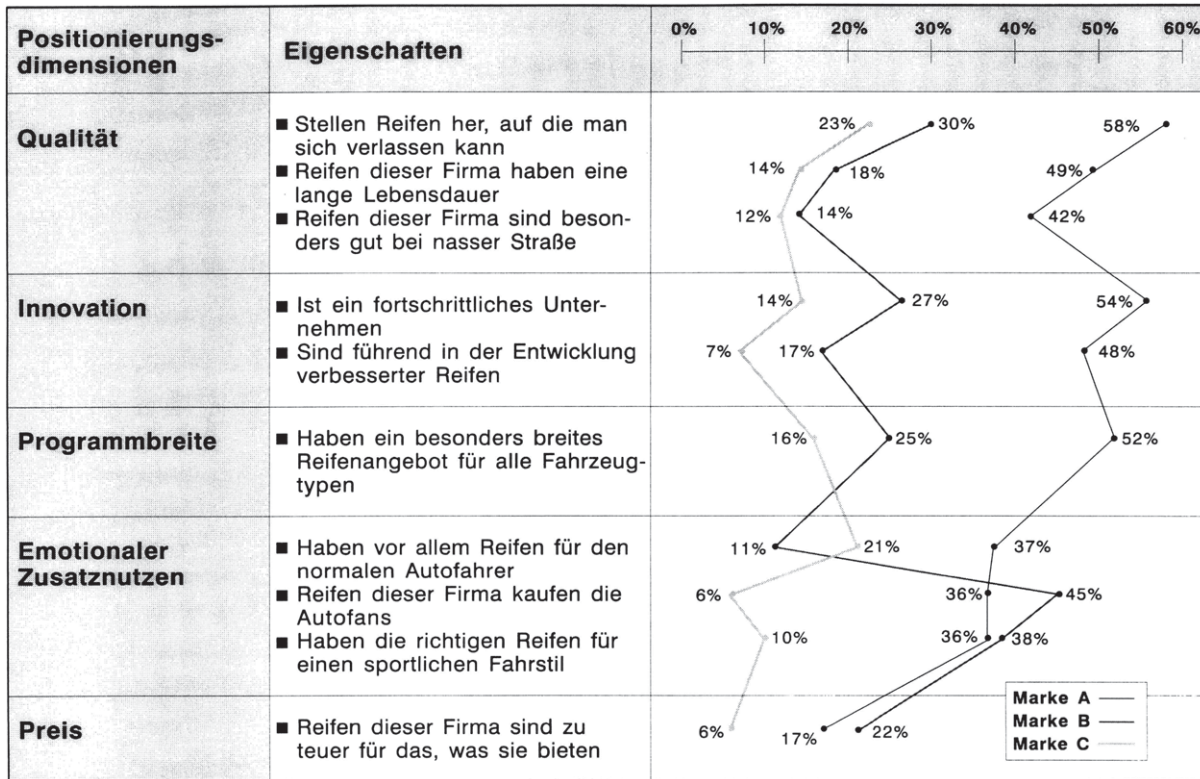 Positionierungs-
dimensionen
Eigenschaften
0% 10% 20% 30% 40% 50% 60%
Qualität
■ Stellen Reifen her, auf die man
sich verlassen kann
23% 30% 58%
■ Reifen dieser Firma haben eine
lange Lebensdauer
14% 18% 49%
■ Reifen dieser Firma sind beson-
ders gut bei nasser Straße
12% 14% 42%
Innovation
■ Ist ein fortschrittliches Unter-
nehmen
14% 27% 54%
■ Sind führend in der Entwicklung
verbesserter Reifen
7% 17% 48%
Programmbreite
■ Haben ein besonders breites
Reifenangebot für alle Fahrzeug-
typen
16% 25% 52%
Emotionaler
Zusatznutzen
■ Haben vor allem Reifen für den
normalen Autofahrer
11% 21% 37%
■ Reifen dieser Firma kaufen die
Autofans
6% 36% 45%
■ Haben die richtigen Reifen für
einen sportlichen Fahrstil
10% 36% 38%
Preis
■ Reifen dieser Firma sind zu
teuer für das, was sie bieten
6% 17% 22%
Marke A
Marke B
Marke C